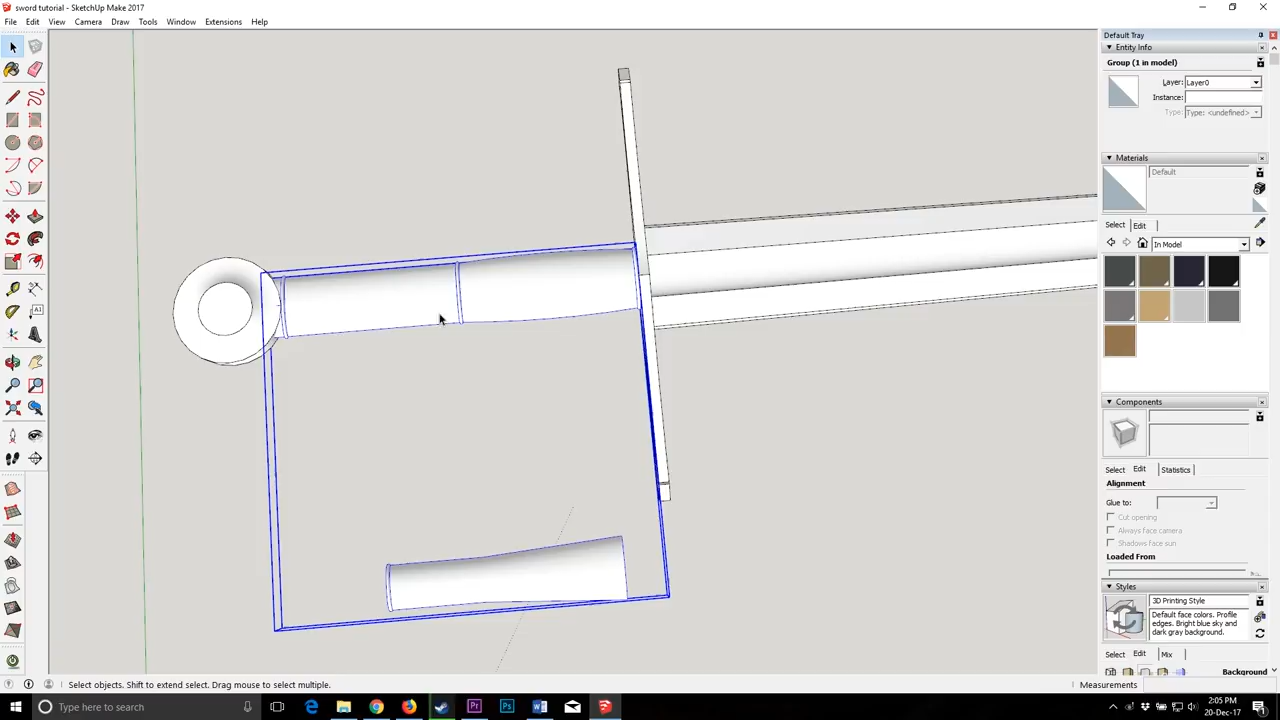 sword tutorial - SketchUp Make 2017
File Edit View Camera Draw Tools Window Extensions Help
Default Tray
Entity Info
Group (1 in model)
Layer: Layer0
Instance:
Type: Type: <undefined>
Materials
Default
Select Edit
In Model
Components
Select Edit Statistics
Alignment
Glue to:
Cut opening
Always face camera
Shadows face sun
Loaded From
Styles
3D Printing Style
Default face colors. Profile
edges. Bright blue sky and
dark gray background.
Select Edit Mix
Background
Select objects. Shift to extend select. Drag mouse to select multiple.
Measurements
Type here to search
2:05 PM
20-Dec-17